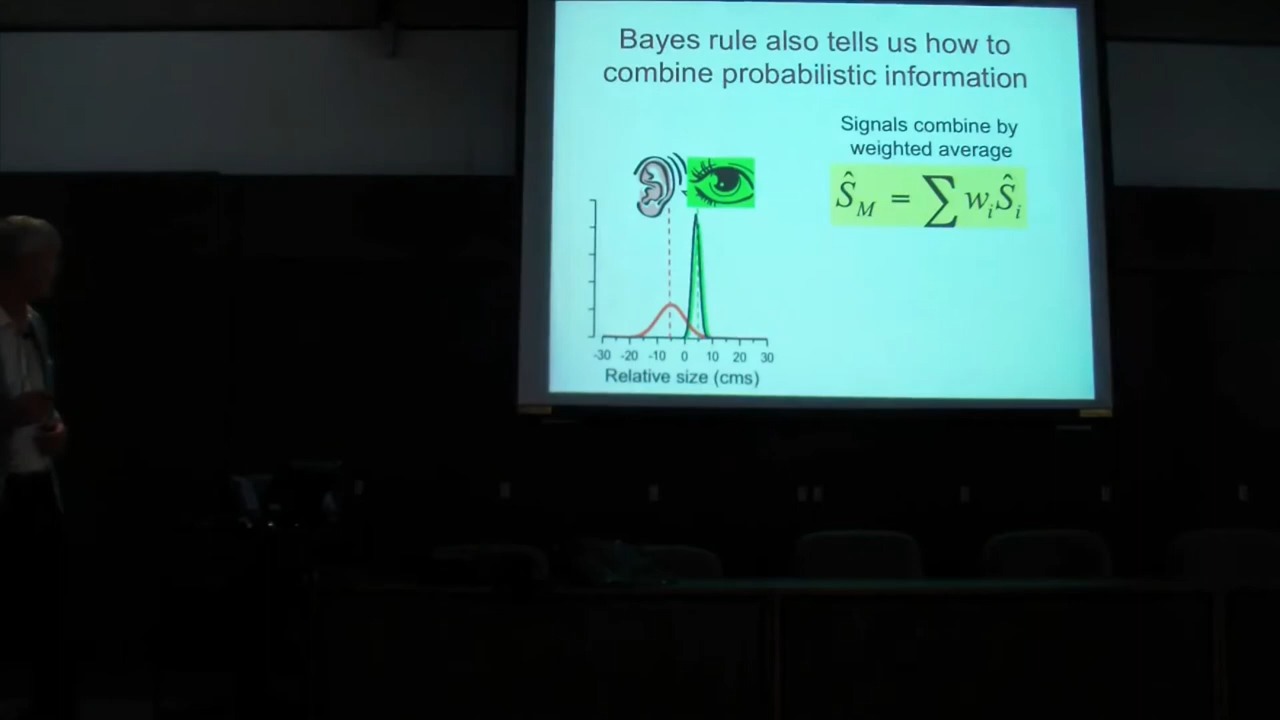 Bayes rule also tells us how to
combine probabilistic information
Signals combine by
weighted average
Ŝ_M = ∑ w_i Ŝ_i
-30 -20 -10 0 10 20 30
Relative size (cms)